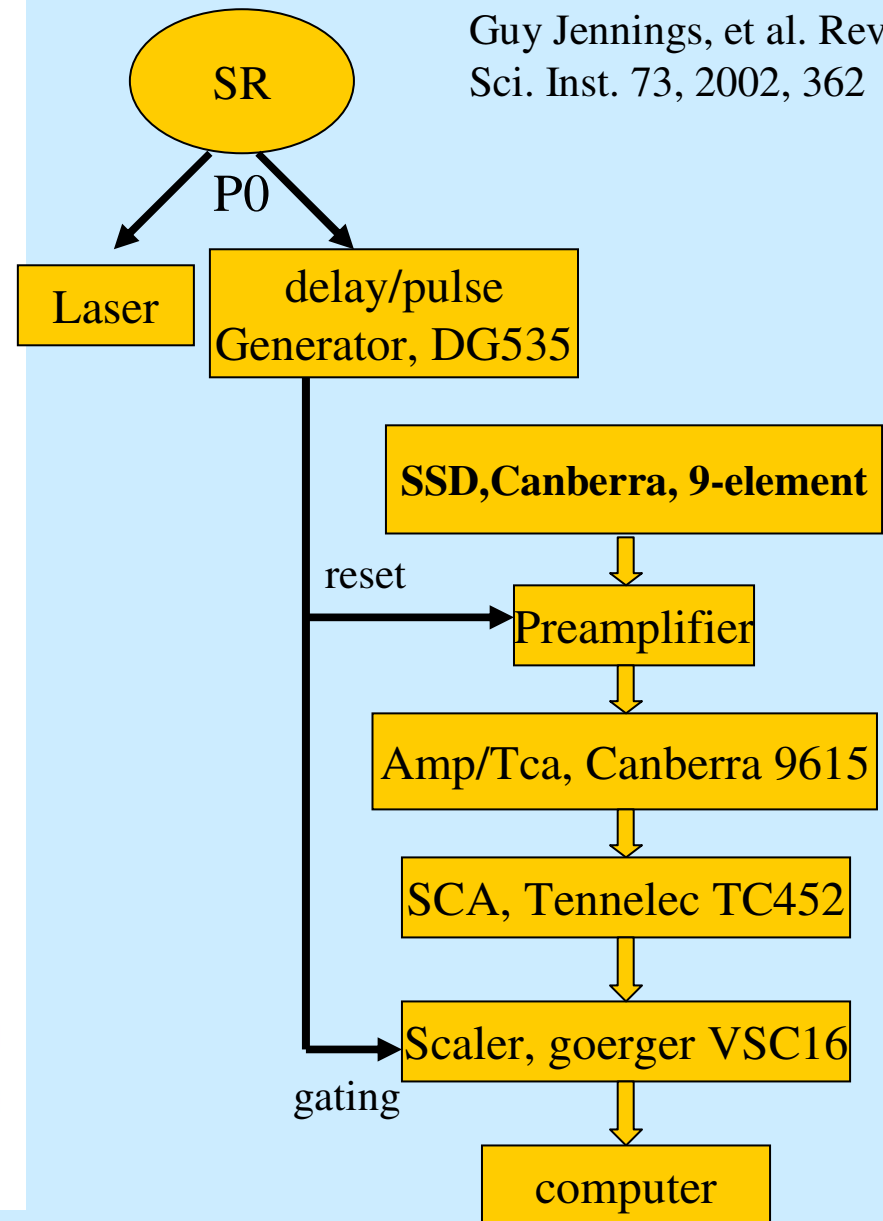 Guy Jennings, et al. Rev
Sci. Inst. 73, 2002, 362
SR
P0
Laser
delay/pulse
Generator, DG535
SSD,Canberra, 9-element
reset
Preamplifier
Amp/Tca, Canberra 9615
SCA, Tennelec TC452
Scaler, goerger VSC16
gating
computer